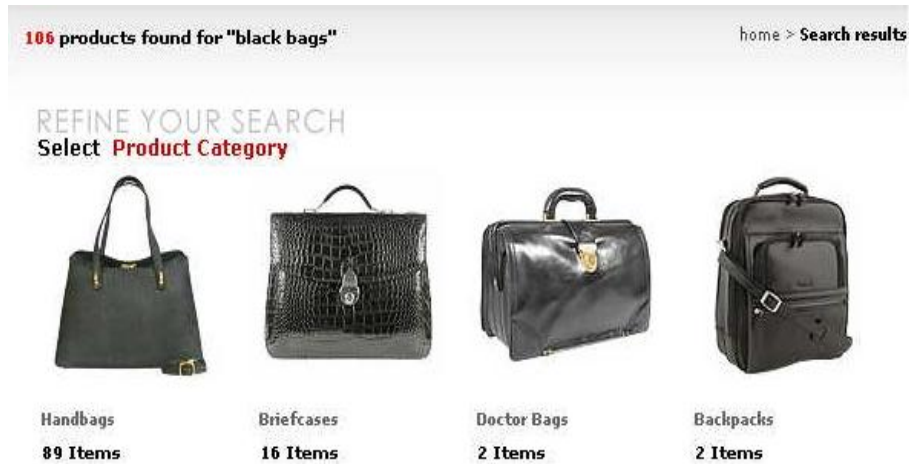 106 products found for "black bags"
home > Search results
REFINE YOUR SEARCH
Select Product Category
Handbags
Briefcases
Doctor Bags
Backpacks
89 Items
16 Items
2 Items
2 Items